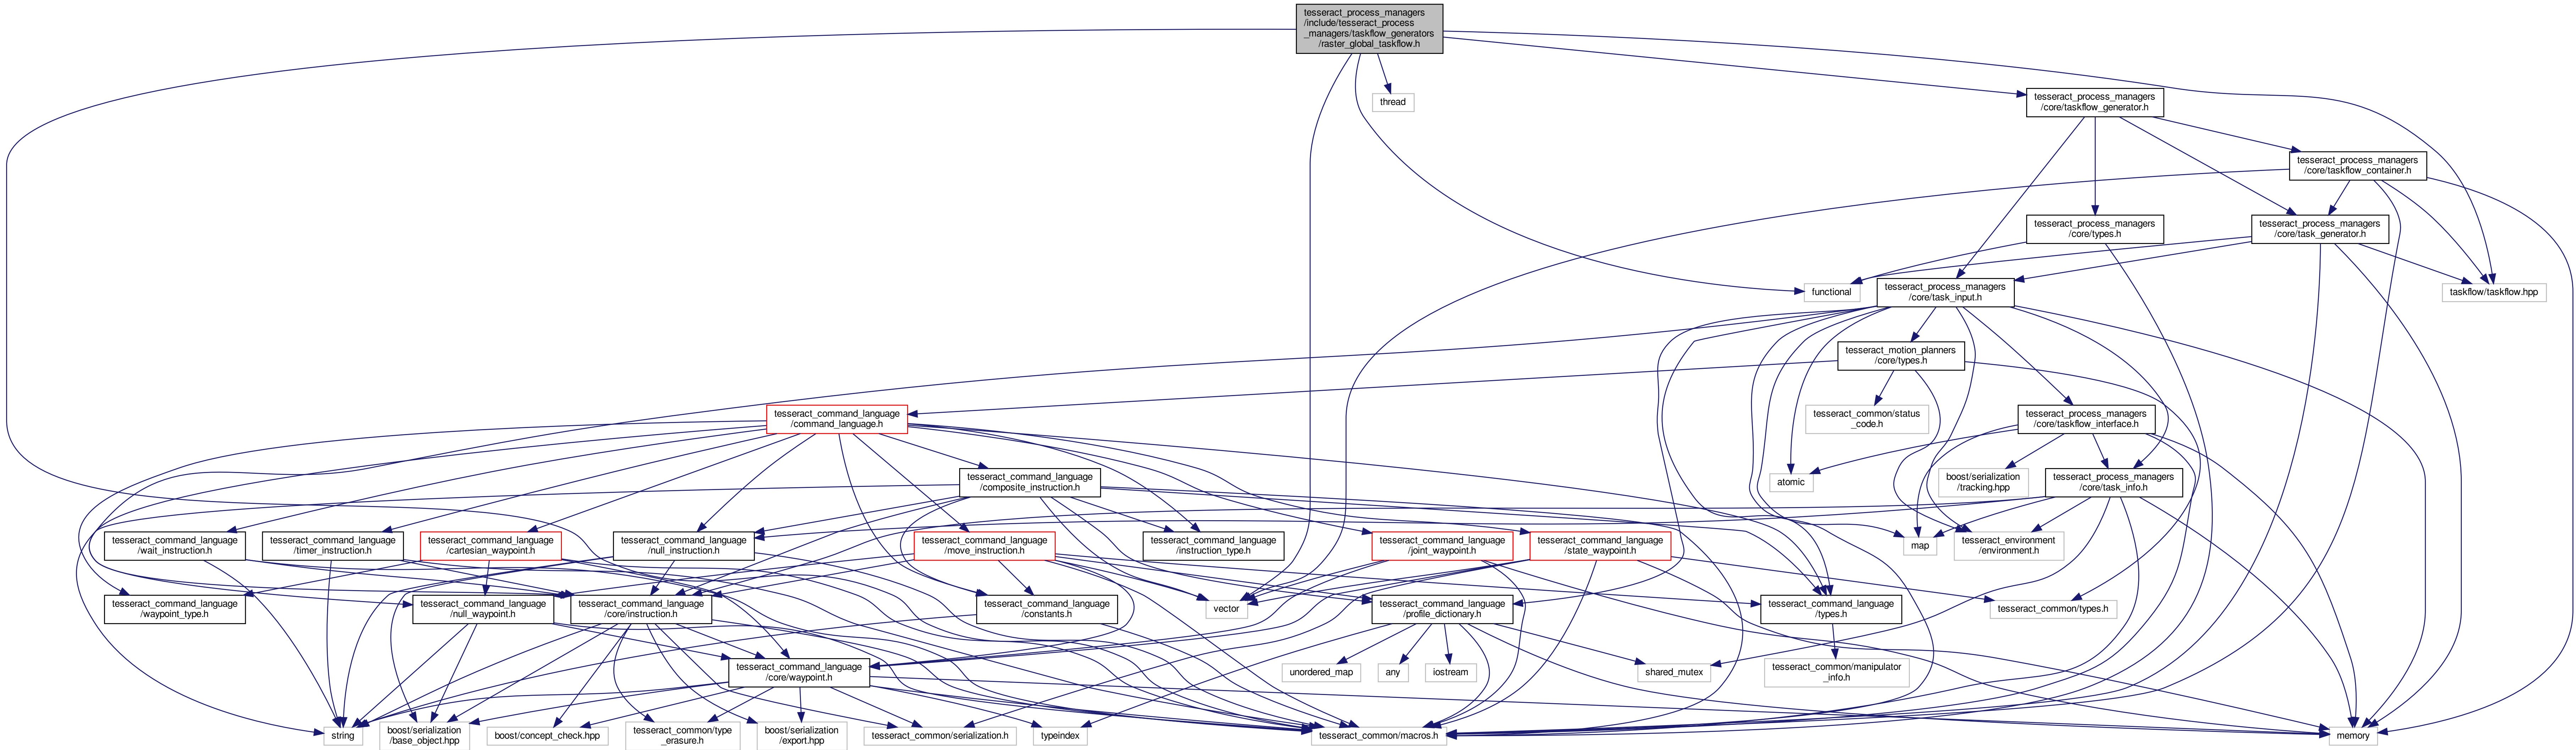 tesseract_process_managers
/include/tesseract_process
_managers/taskflow_generators
/raster_global_taskflow.h
thread
tesseract_process_managers
/core/taskflow_generator.h
tesseract_process_managers
/core/taskflow_container.h
tesseract_process_managers
/core/types.h
tesseract_process_managers
/core/task_generator.h
functional
tesseract_process_managers
/core/task_input.h
taskflow/taskflow.hpp
tesseract_motion_planners
/core/types.h
tesseract_command_language
/command_language.h
tesseract_common/status
_code.h
tesseract_process_managers
/core/taskflow_interface.h
tesseract_command_language
/composite_instruction.h
atomic
boost/serialization
/tracking.hpp
tesseract_process_managers
/core/task_info.h
tesseract_command_language
/wait_instruction.h
tesseract_command_language
/timer_instruction.h
tesseract_command_language
/cartesian_waypoint.h
tesseract_command_language
/null_instruction.h
tesseract_command_language
/move_instruction.h
tesseract_command_language
/instruction_type.h
tesseract_command_language
/joint_waypoint.h
tesseract_command_language
/state_waypoint.h
map
tesseract_environment
/environment.h
tesseract_command_language
/waypoint_type.h
tesseract_command_language
/null_waypoint.h
tesseract_command_language
/core/instruction.h
tesseract_command_language
/constants.h
vector
tesseract_command_language
/profile_dictionary.h
tesseract_command_language
/types.h
tesseract_common/types.h
tesseract_command_language
/core/waypoint.h
unordered_map
any
iostream
shared_mutex
tesseract_common/manipulator
_info.h
string
boost/serialization
/base_object.hpp
boost/concept_check.hpp
tesseract_common/type
_erasure.h
boost/serialization
/export.hpp
tesseract_common/serialization.h
typeindex
tesseract_common/macros.h
memory